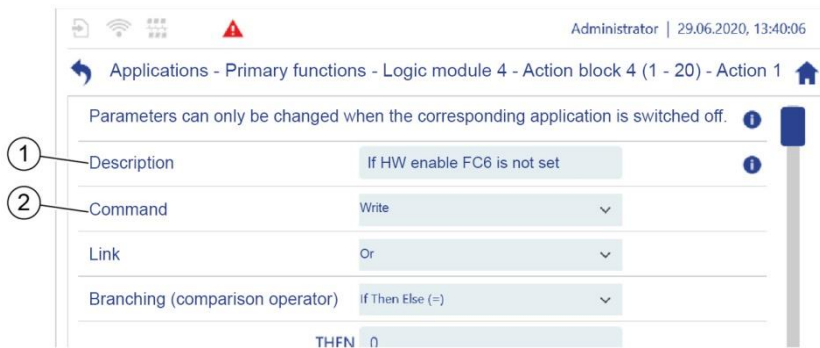 Administrator | 29.06.2020, 13:40:06
Applications - Primary functions - Logic module 4 - Action block 4 (1 - 20) - Action 1
Parameters can only be changed when the corresponding application is switched off.
1 Description If HW enable FC6 is not set
2 Command Write
Link Or
Branching (comparison operator) If Then Else (=)
THEN 0